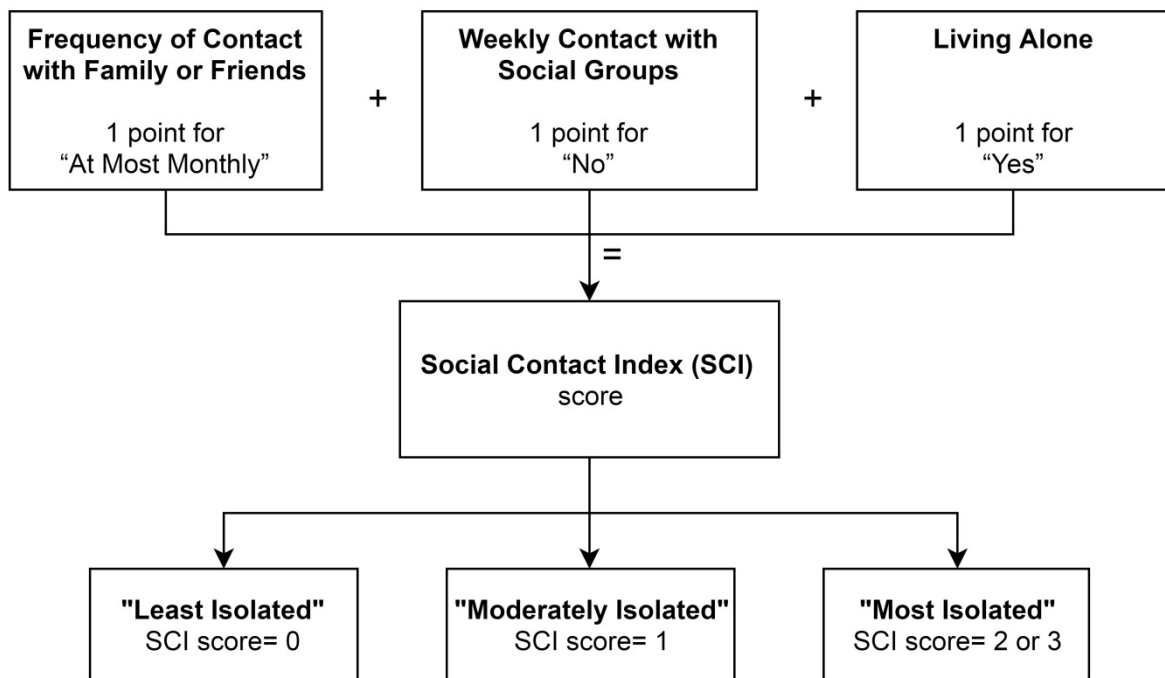 Frequency of Contact
with Family or Friends
1 point for
“At Most Monthly”
+
Weekly Contact with
Social Groups
1 point for
“No”
+
Living Alone
1 point for
“Yes”
=
Social Contact Index (SCI)
score
"Least Isolated"
SCI score= 0
"Moderately Isolated"
SCI score= 1
"Most Isolated"
SCI score= 2 or 3